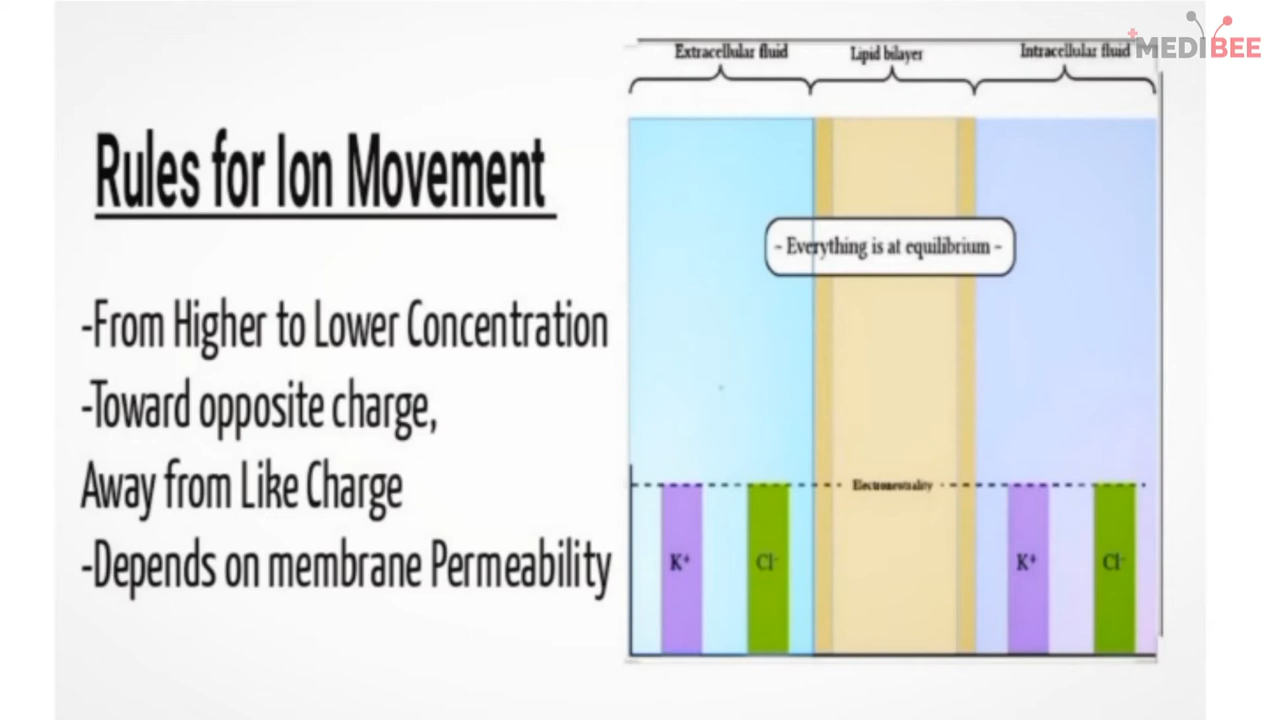 MEDIBEE
Extracellular fluid
Lipid bilayer
Intracellular fluid
Rules for Ion Movement
- Everything is at equilibrium -
-From Higher to Lower Concentration
-Toward opposite charge,
Away from Like Charge
-Depends on membrane Permeability
Electroneutrality
K⁺
Cl⁻
K⁺
Cl⁻